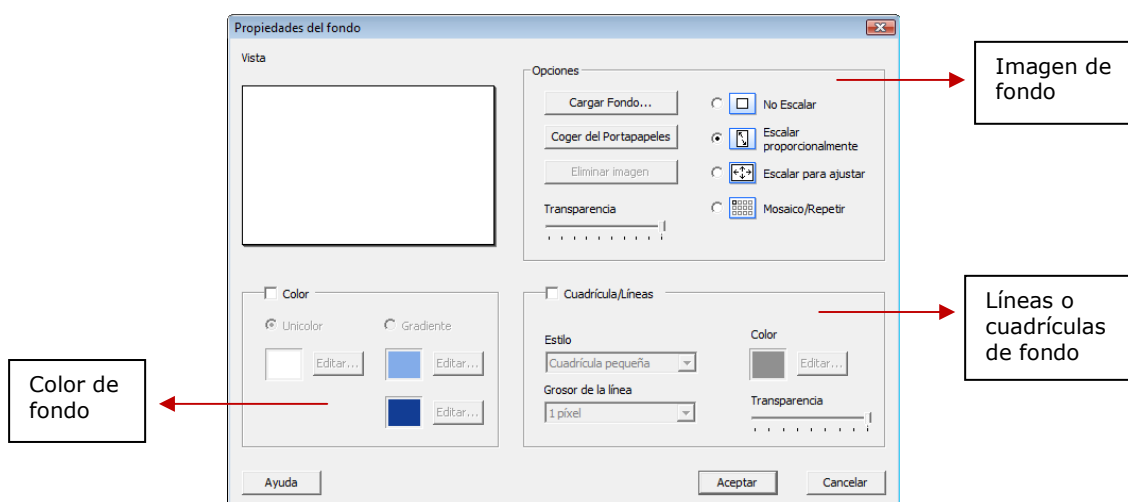 Propiedades del fondo
Vista
Opciones
Cargar Fondo...
No Escalar
Coger del Portapapeles
Escalar
proporcionalmente
Eliminar imagen
Escalar para ajustar
Transparencia
Mosaico/Repetir
Imagen de
fondo
Color
Unicolor
Gradiente
Editar...
Editar...
Editar...
Cuadrícula/Líneas
Estilo
Color
Cuadrícula pequeña
Editar...
Grosor de la línea
Transparencia
1 píxel
Líneas o
cuadrículas
de fondo
Color de
fondo
Ayuda
Aceptar
Cancelar